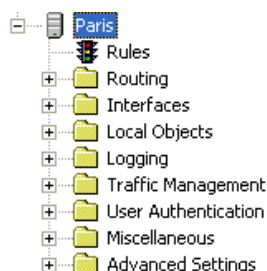 Paris
Rules
Routing
Interfaces
Local Objects
Logging
Traffic Management
User Authentication
Miscellaneous
Advanced Settings